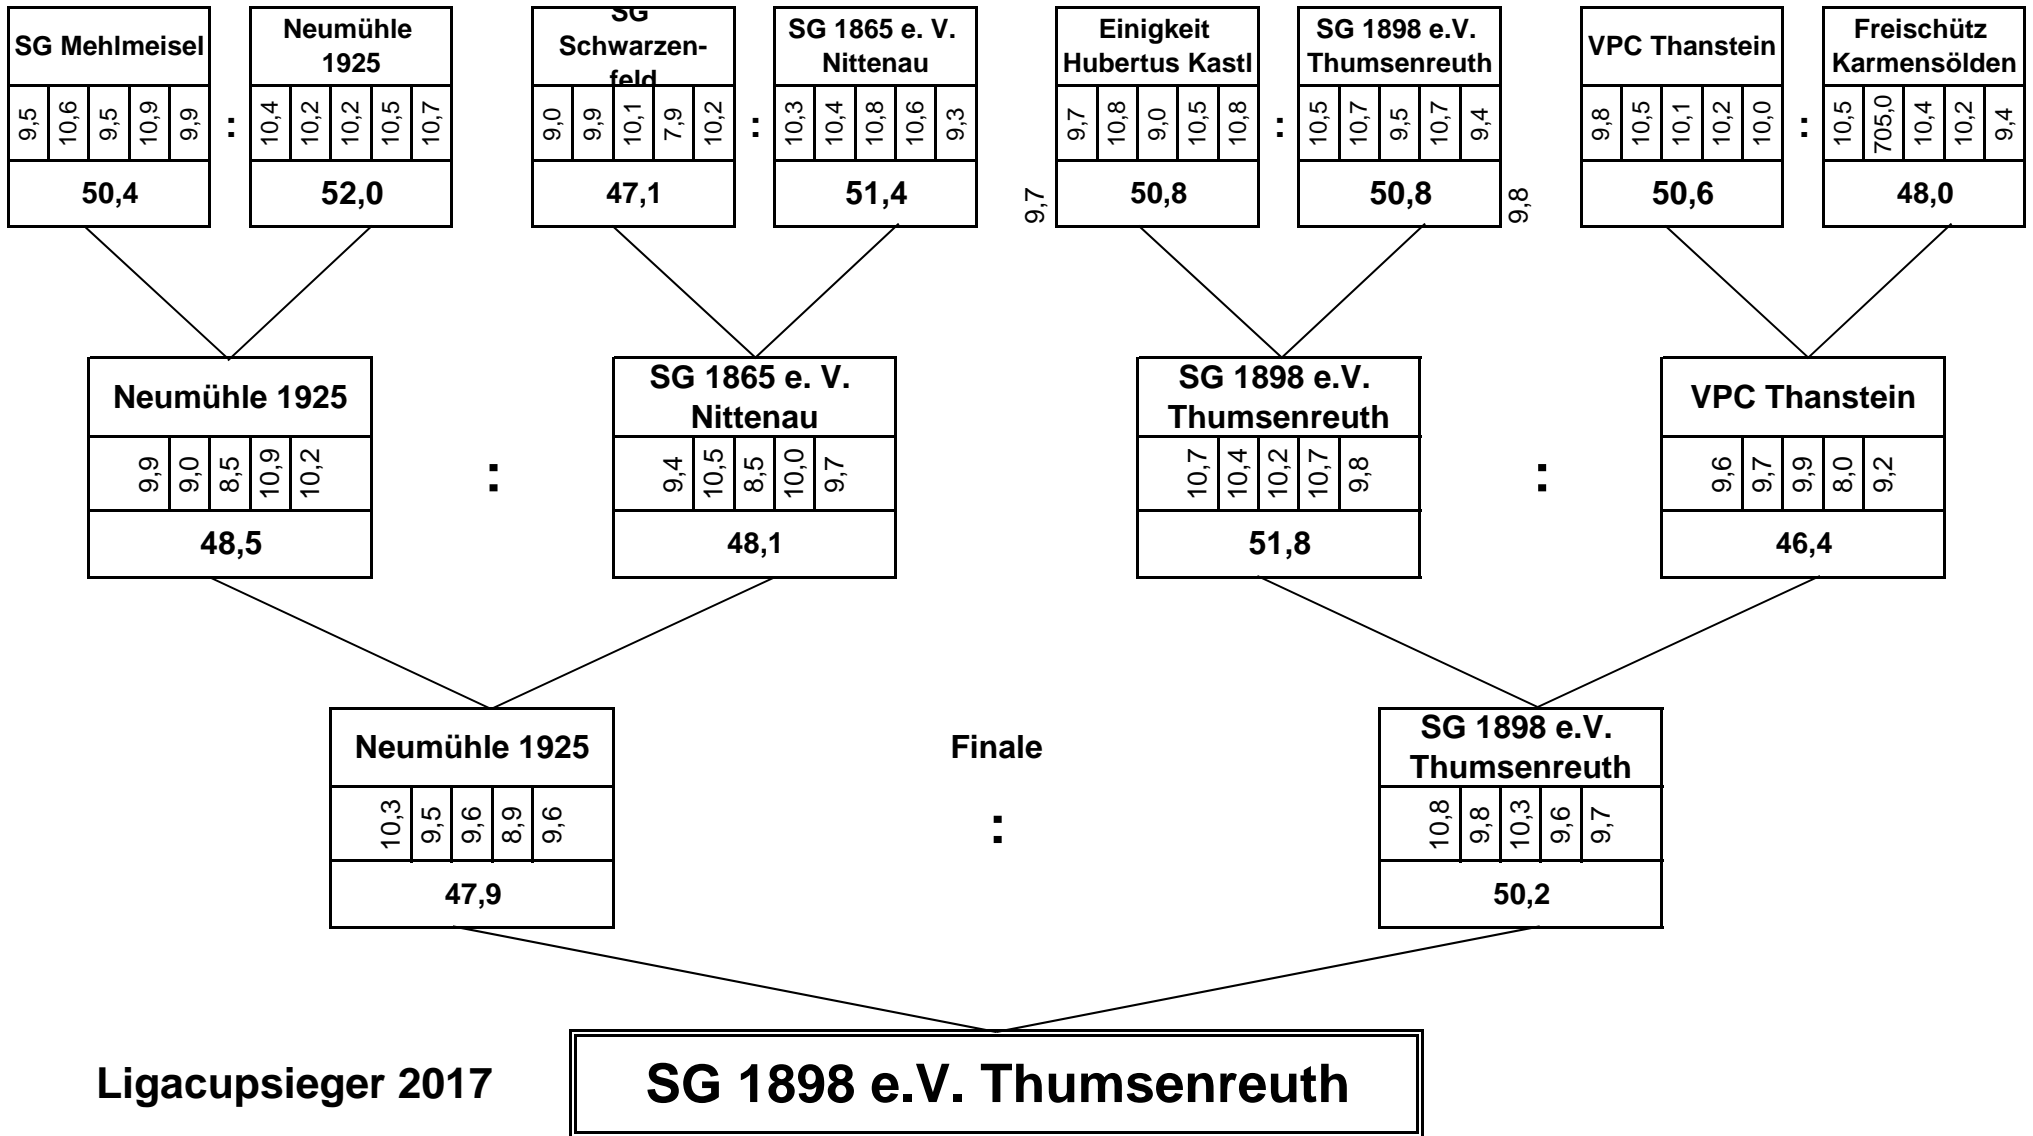 SG Mehlmeisel
Neumühle
1925
SG
Schwarzen-
feld
SG 1865 e. V.
Nittenau
Einigkeit
Hubertus Kastl
SG 1898 e.V.
Thumsenreuth
VPC Thanstein
Freischütz
Karmensölden
9,5 10,6 9,5 10,9 9,9 : 10,4 10,2 10,2 10,5 10,7
9,0 9,9 10,1 7,9 10,2 : 10,3 10,4 10,8 10,6 9,3
9,7 10,8 9,0 10,5 10,8 : 10,5 10,7 9,5 10,7 9,4
9,8 10,5 10,1 10,2 10,0 : 10,5 705,0 10,4 10,2 9,4
50,4 52,0 47,1 51,4 9,7 50,8 50,8 9,8 50,6 48,0
Neumühle 1925
SG 1865 e. V.
Nittenau
SG 1898 e.V.
Thumsenreuth
VPC Thanstein
9,9 9,0 8,5 10,9 10,2 : 9,4 10,5 8,5 10,0 9,7
10,7 10,4 10,2 10,7 9,8 : 9,6 9,7 9,9 8,0 9,2
48,5 48,1 51,8 46,4
Neumühle 1925
Finale
SG 1898 e.V.
Thumsenreuth
10,3 9,5 9,6 8,9 9,6 : 10,8 9,8 10,3 9,6 9,7
47,9 50,2
Ligacupsieger 2017
SG 1898 e.V. Thumsenreuth